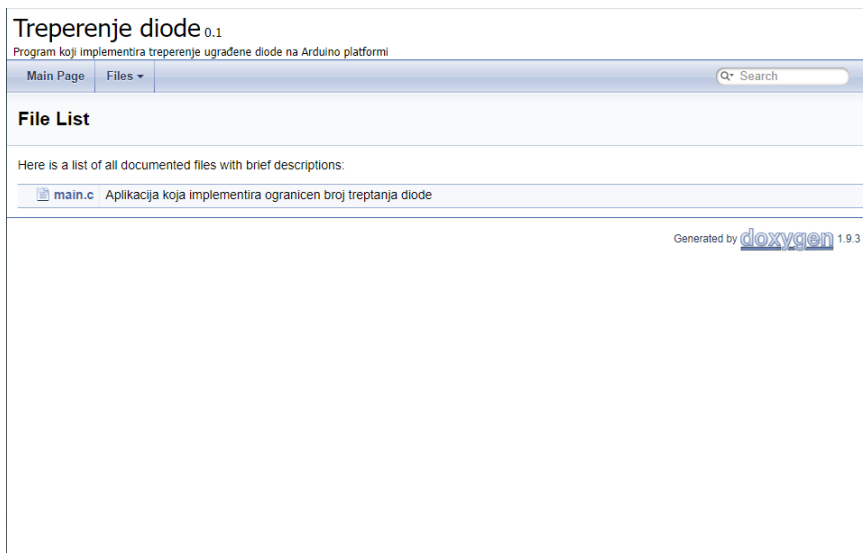 Treperenje diode 0.1
Program koji implementira treperenje ugrađene diode na Arduino platformi
Main Page Files Search
File List
Here is a list of all documented files with brief descriptions:
main.c Aplikacija koja implementira ogranicen broj treptanja diode
Generated by doxygen 1.9.3